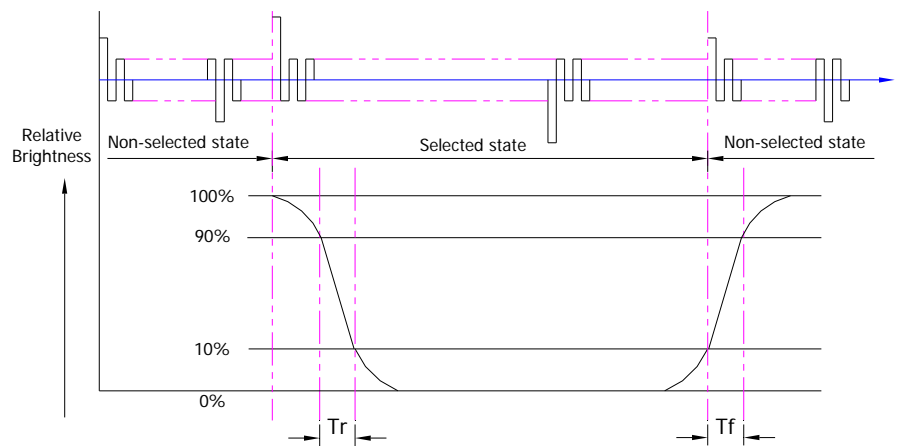 Relative
Brightness
Non-selected state
Selected state
Non-selected state
100%
90%
10%
0%
Tr
Tf